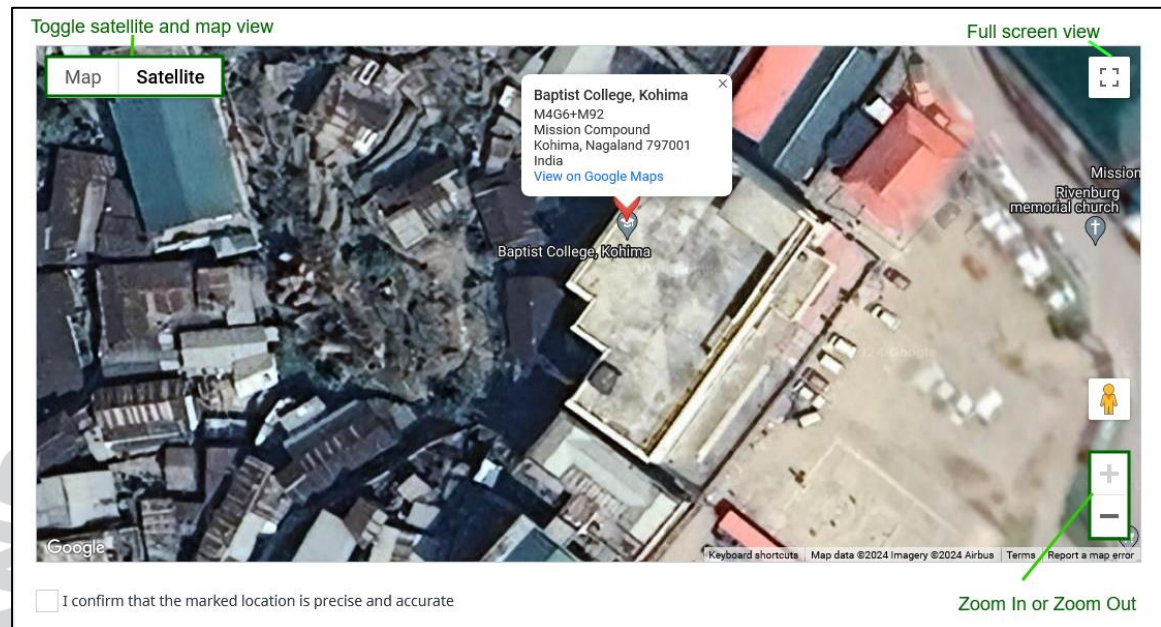 Toggle satellite and map view
Full screen view
Map Satellite
Baptist College, Kohima
M4G6+M92
Mission Compound
Kohima, Nagaland 797001
India
View on Google Maps
Mission
Rivenburg
memorial church
Baptist College, Kohima
Google
Keyboard shortcuts Map data ©2024 Imagery ©2024 Airbus Terms Report a map error
I confirm that the marked location is precise and accurate
Zoom In or Zoom Out